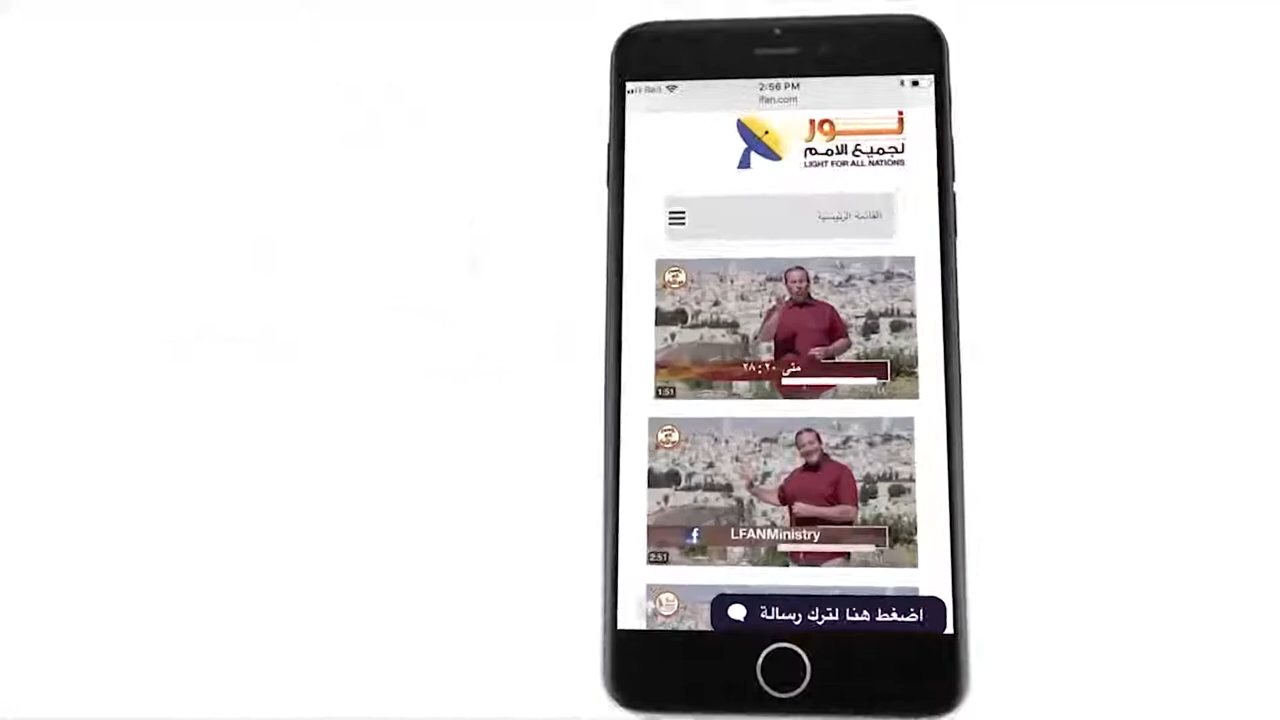 2:56 PM
lfan.com
نور
لجميع الامم
LIGHT FOR ALL NATIONS
القائمة الرئيسية
متى ٢٨:٢٠
1:51
LFANMinistry
2:51
اضغط هنا لترك رسالة